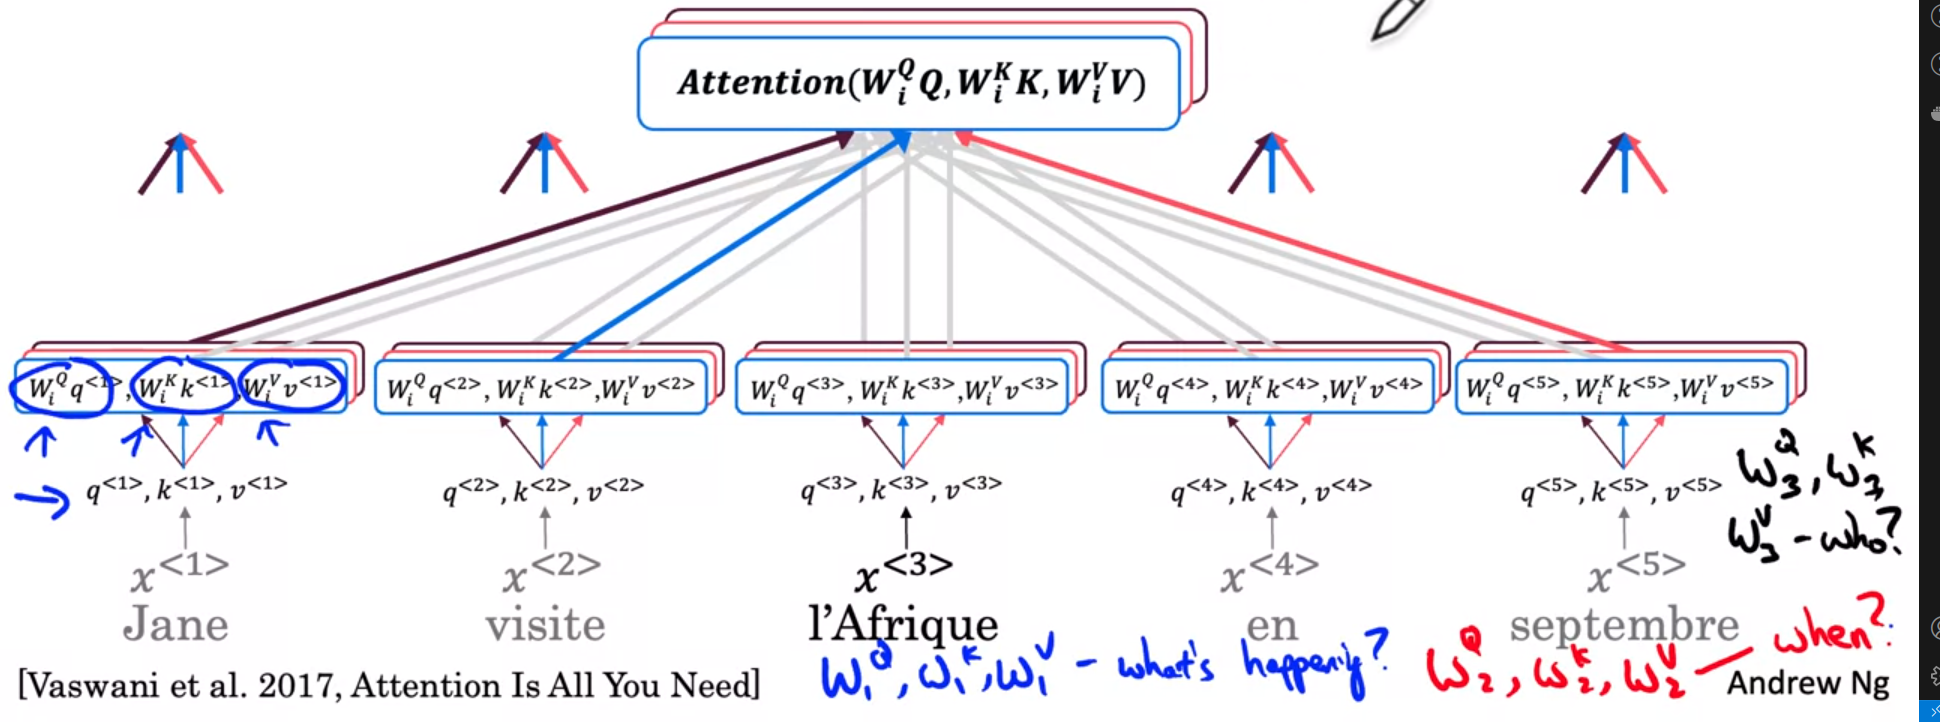 Attention(W_i^Q Q, W_i^K K, W_i^V V)
W_i^Q q^<1>, W_i^K k^<1>, W_i^V v^<1>
W_i^Q q^<2>, W_i^K k^<2>, W_i^V v^<2>
W_i^Q q^<3>, W_i^K k^<3>, W_i^V v^<3>
W_i^Q q^<4>, W_i^K k^<4>, W_i^V v^<4>
W_i^Q q^<5>, W_i^K k^<5>, W_i^V v^<5>
q^<1>, k^<1>, v^<1>
q^<2>, k^<2>, v^<2>
q^<3>, k^<3>, v^<3>
q^<4>, k^<4>, v^<4>
q^<5>, k^<5>, v^<5>
W_3^Q, W_3^K
W_3^V - who?
x^<1>
x^<2>
x^<3>
x^<4>
x^<5>
Jane
visite
l'Afrique
en
septembre
W_1^Q, W_1^K, W_1^V - what's happening?
W_2^Q, W_2^K, W_2^V - when?
[Vaswani et al. 2017, Attention Is All You Need]
Andrew Ng